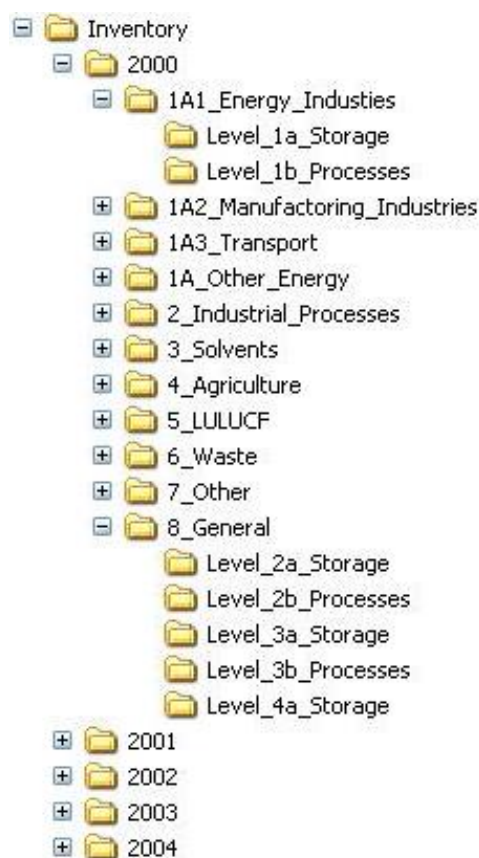 Inventory
2000
1A1_Energy_Industies
Level_1a_Storage
Level_1b_Processes
1A2_Manufactoring_Industries
1A3_Transport
1A_Other_Energy
2_Industrial_Processes
3_Solvents
4_Agriculture
5_LULUCF
6_Waste
7_Other
8_General
Level_2a_Storage
Level_2b_Processes
Level_3a_Storage
Level_3b_Processes
Level_4a_Storage
2001
2002
2003
2004